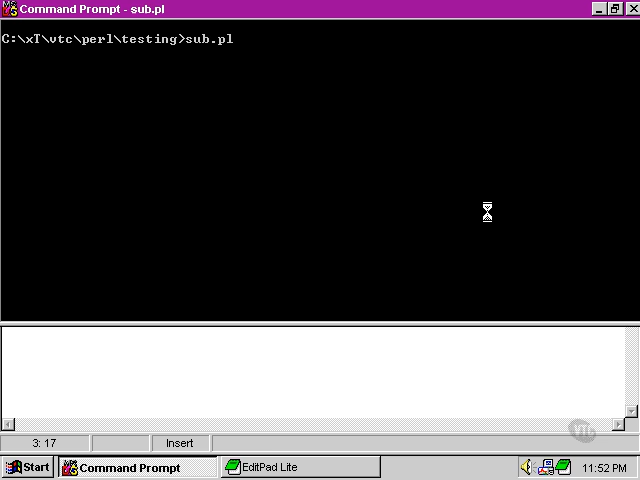 Command Prompt - sub.pl
C:\xT\vtc\perl\testing>sub.pl
VTC
3: 17
Insert
Start
Command Prompt
EditPad Lite
11:52 PM